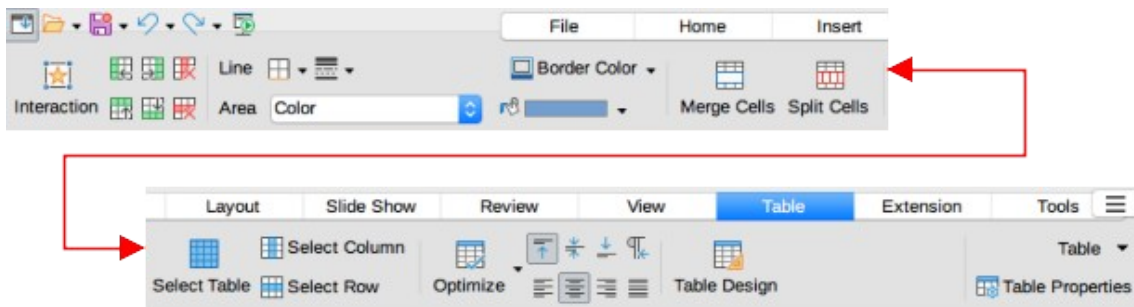 File Home Insert
Line Border Color
Interaction Area Color Merge Cells Split Cells
Layout Slide Show Review View Table Extension Tools
Select Column Table
Select Table Select Row Optimize Table Design Table Properties